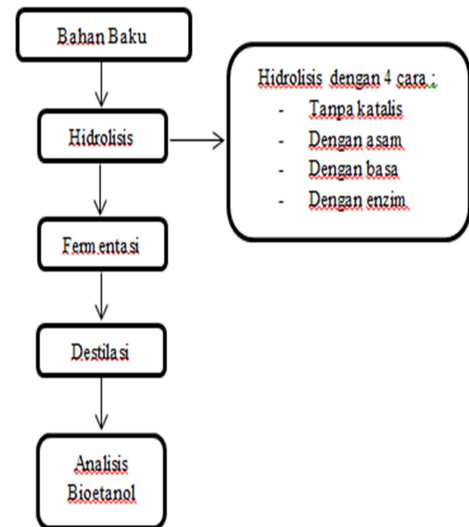 Bahan Baku
Hidrolisis
Hidrolisis dengan 4 cara :
- Tanpa katalis
- Dengan asam
- Dengan basa
- Dengan enzim
Fermentasi
Destilasi
Analisis
Bioetanol